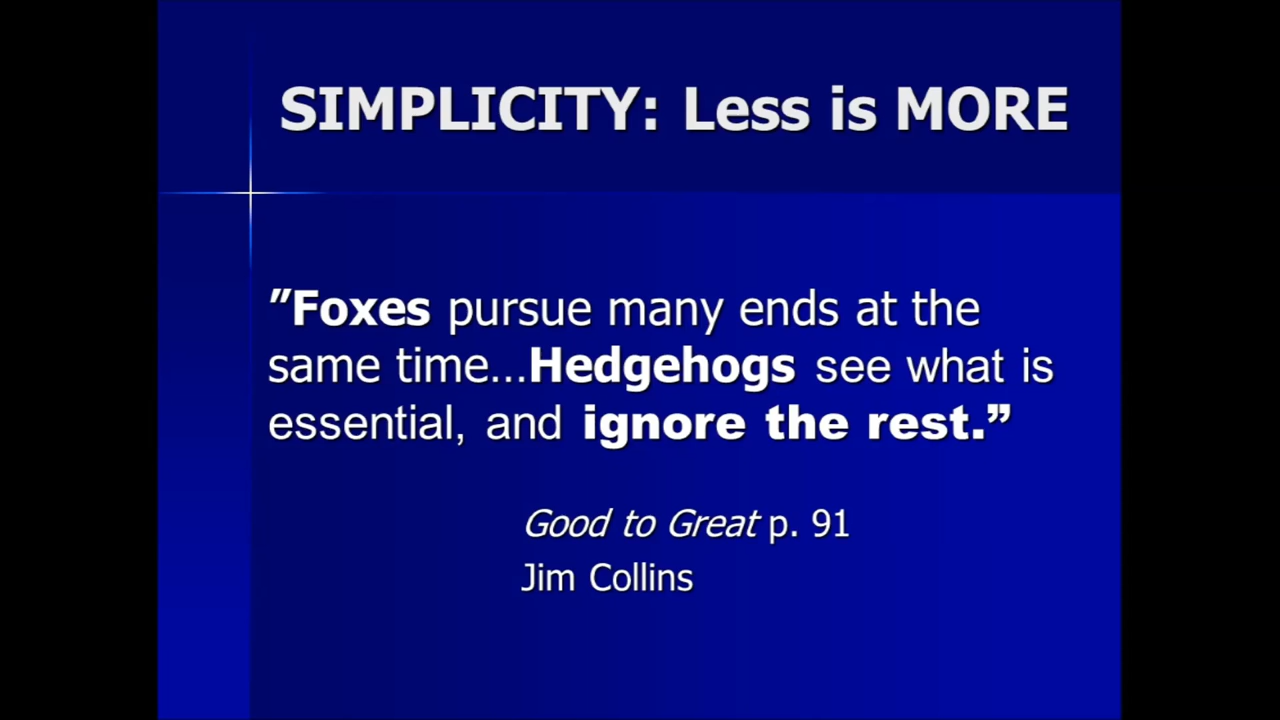 SIMPLICITY: Less is MORE
"Foxes pursue many ends at the
same time…Hedgehogs see what is
essential, and ignore the rest.”
Good to Great p. 91
Jim Collins